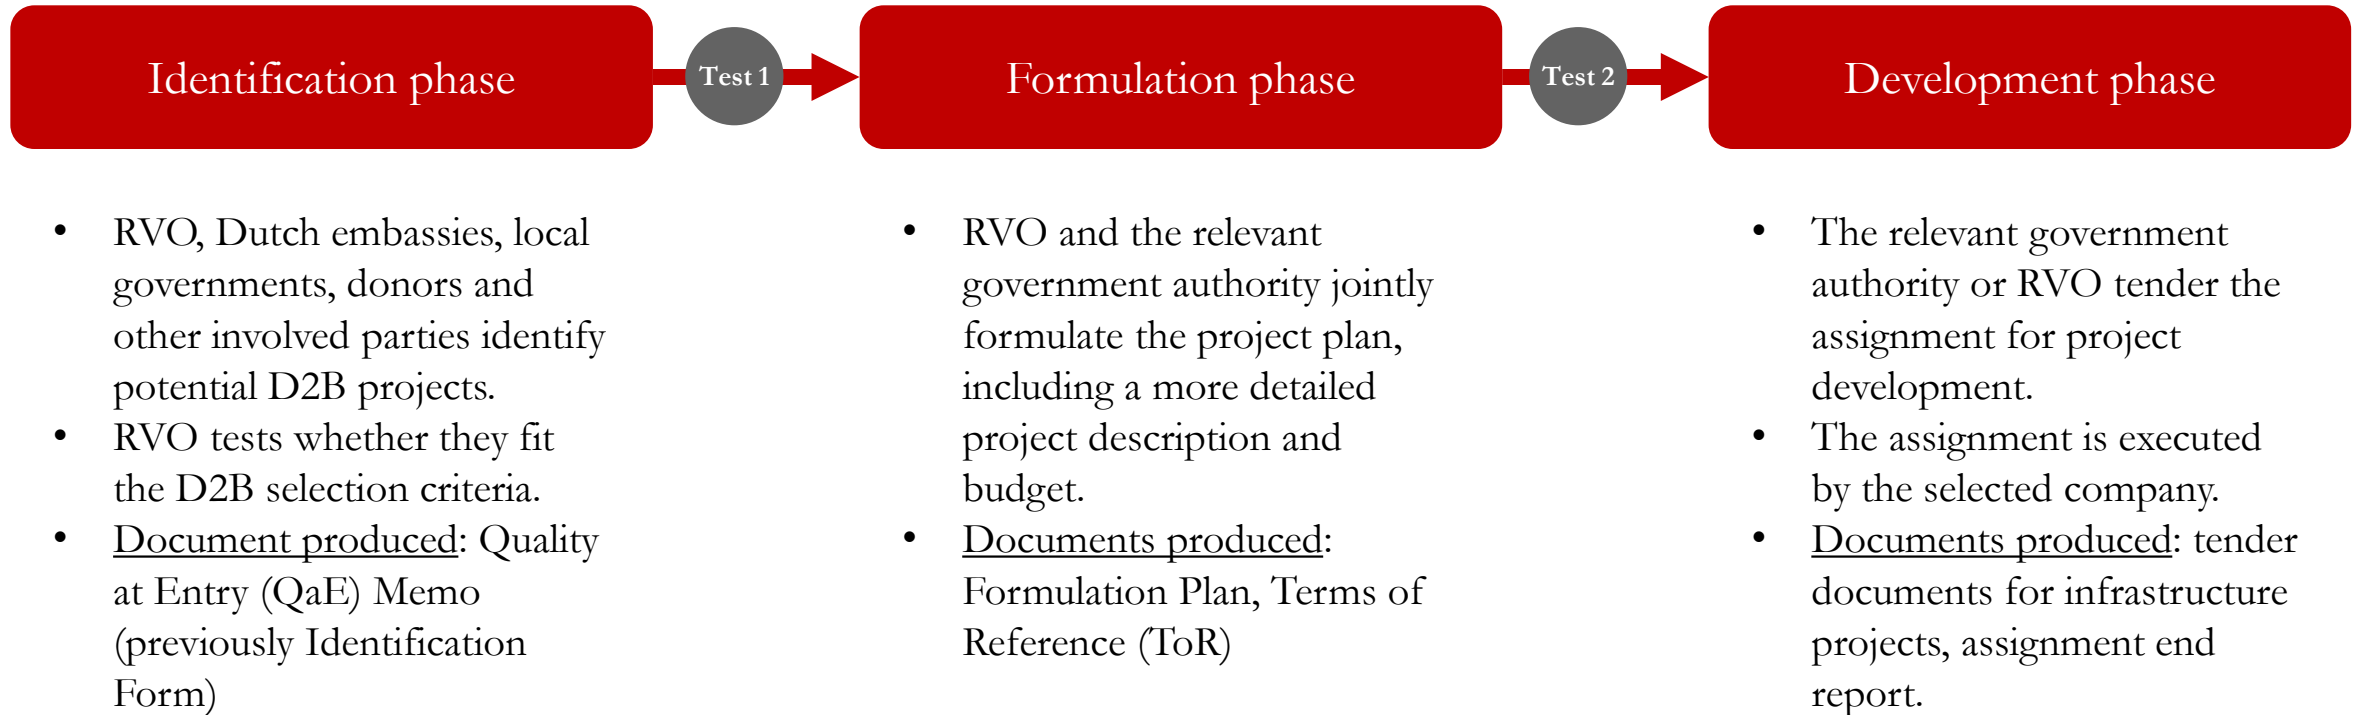 Identification phase
Test 1
Formulation phase
Test 2
Development phase
• RVO, Dutch embassies, local
governments, donors and
other involved parties identify
potential D2B projects.
• RVO tests whether they fit
the D2B selection criteria.
• Document produced: Quality
at Entry (QaE) Memo
(previously Identification
Form)
• RVO and the relevant
government authority jointly
formulate the project plan,
including a more detailed
project description and
budget.
• Documents produced:
Formulation Plan, Terms of
Reference (ToR)
• The relevant government
authority or RVO tender the
assignment for project
development.
• The assignment is executed
by the selected company.
• Documents produced: tender
documents for infrastructure
projects, assignment end
report.